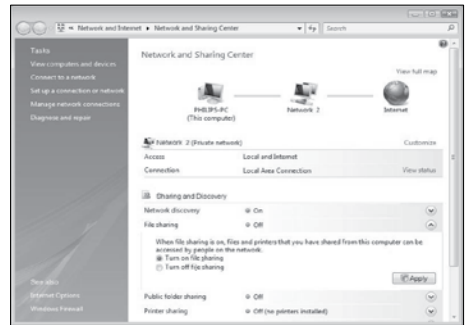 « Network and Internet ▸ Network and Sharing Center
Search
Tasks
View computers and devices
Connect to a network
Set up a connection or network
Manage network connections
Diagnose and repair
See also
Internet Options
Windows Firewall
Network and Sharing Center
View full map
PHILIPS-PC
(This computer)
Network 2
Internet
Network 2 (Private network)
Customize
Access Local and Internet
Connection Local Area Connection View status
Sharing and Discovery
Network discovery On
File sharing Off
When file sharing is on, files and printers that you have shared from this computer can be
accessed by people on the network.
Turn on file sharing
Turn off file sharing
Apply
Public folder sharing Off
Printer sharing Off (no printers installed)